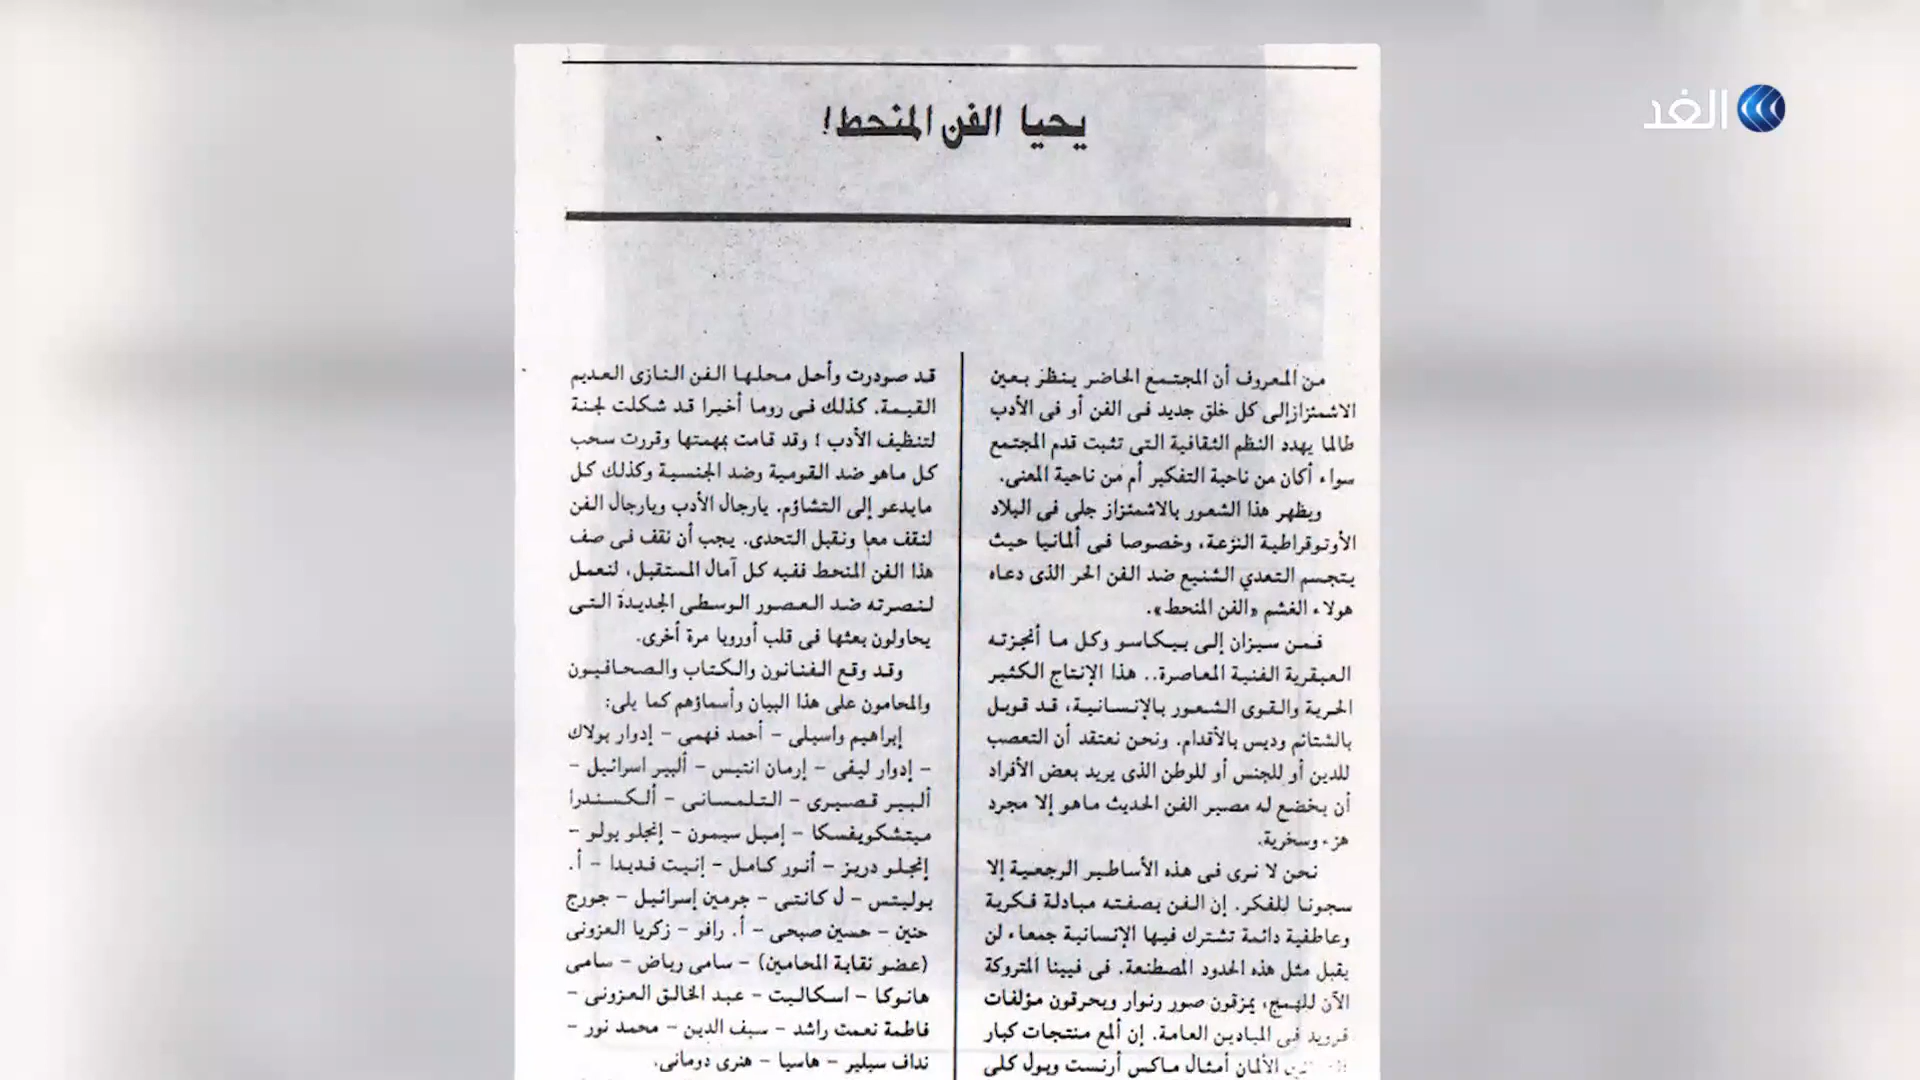 الغد
يحيا الفن المنحط!
من المعروف أن المجتمع الحاضر ينظر بعين
الاشمئزاز إلى كل خلق جديد فى الفن أو فى الأدب
طالما يهدد النظم الثقافية التى تثبت قدم المجتمع
سواء أكان من ناحية التفكير أم من ناحية المعنى.
ويظهر هذا الشعور بالاشمئزاز جلى فى البلاد
الأوتوقراطية النزعة، وخصوصا فى ألمانيا حيث
يتجسم التعدي الشنيع ضد الفن الحر الذى دعاه
هولاء الغشم «الفن المنحط».
فمن سيزان إلى بيكاسو وكل ما أنجزته
العبقرية الفنية المعاصرة.. هذا الإنتاج الكثير
الحرية والقوى الشعور بالإنسانية، قد قوبل
بالشتائم وديس بالأقدام. ونحن نعتقد أن التعصب
للدين أو للجنس أو للوطن الذى يريد بعض الأفراد
أن يخضع له مصير الفن الحديث ماهو إلا مجرد
هزء وسخرية.
نحن لا نرى فى هذه الأساطير الرجعية إلا
سجونا للفكر. إن الفن بصفته مبادلة فكرية
وعاطفية دائمة تشترك فيها الإنسانية جمعاء لن
يقبل مثل هذه الحدود المصطنعة. فى فيينا المتروكة
الآن للهمج، يمزقون صور رنوار ويحرقون مؤلفات
فرويد فى الميادين العامة. إن ألمع منتجات كبار
الألمان أمثال ماكس أرنست وبول كلى
قد صودرت وأحل محلها الفن النازى العديم
القيمة. كذلك فى روما أخيرا قد شكلت لجنة
لتنظيف الأدب ! وقد قامت بمهمتها وقررت سحب
كل ماهو ضد القومية وضد الجنسية وكذلك كل
مايدعو إلى التشاؤم. يارجال الأدب ويارجال الفن
لنقف معا ونقبل التحدى. يجب أن نقف فى صف
هذا الفن المنحط ففيه كل آمال المستقبل، لنعمل
لنصرته ضد العصور الوسطى الجديدة التى
يحاولون بعثها فى قلب أوروبا مرة أخرى.
وقد وقع الفنانون والكتاب والصحافيون
والمحامون على هذا البيان وأسماؤهم كما يلى:
إبراهيم واسيلى – أحمد فهمى – إدوار بولاك
– إدوار ليفى – إرمان انتيس – ألبير اسرائيل –
ألبير قصيرى – التلمسانى – ألكسندرا
ميتشكويفسكا – إميل سيمون – إنجلو بولو –
إنجلو دريز – أنور كامل – إنيت فديدا – أ.
بوليتس – ل كانتى – جرمين إسرائيل – جورج
حنين – حسين صبحى – أ. رافو – زكريا العزونى
(عضو نقابة المحامين) – سامى رياض – سامى
هانوكا – اسكاليت – عبد الخالق العزونى –
فاطمة نعمت راشد – سيف الدين – محمد نور –
نداف سيلير – هاسيا – هنرى دومانى.